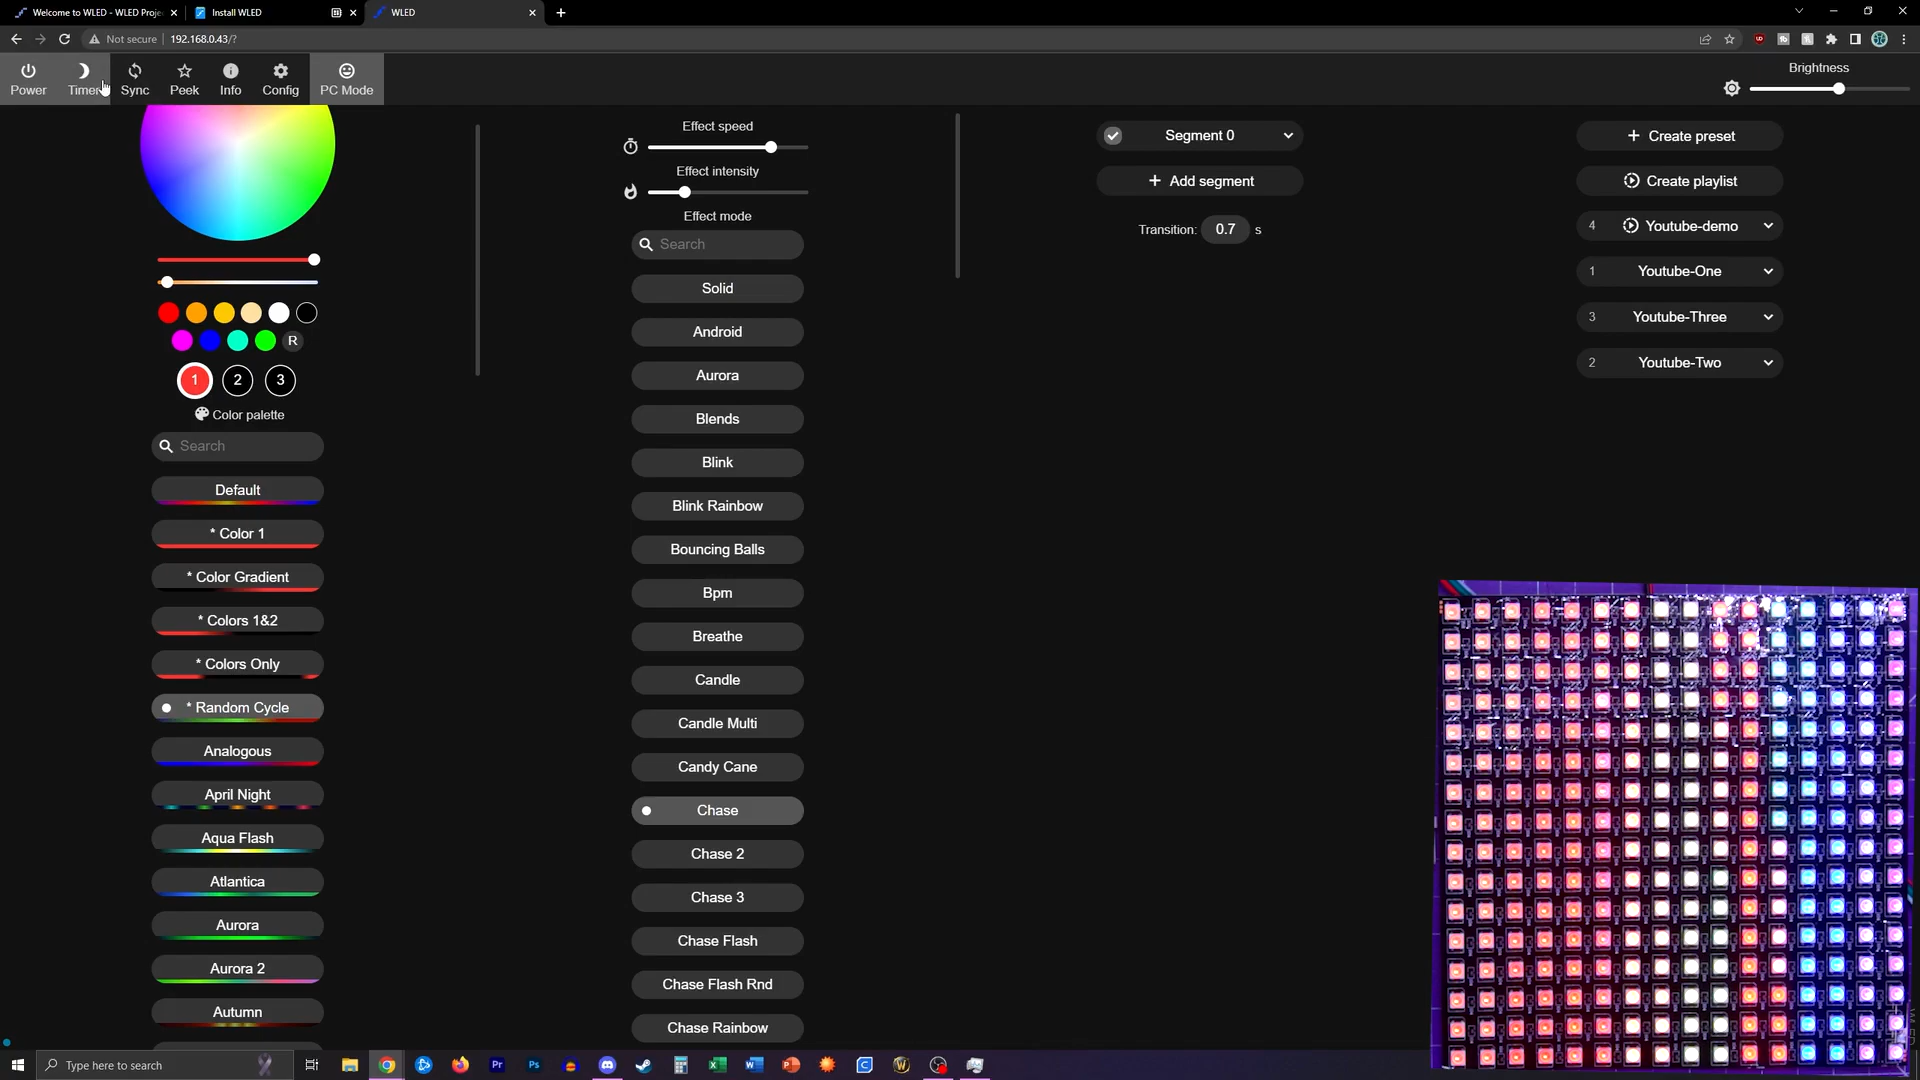 Welcome to WLED - WLED Proje
Install WLED
WLED
Not secure
192.168.0.43/?
Power
Timer
Sync
Peek
Info
Config
PC Mode
Brightness
R
1
2
3
Color palette
Search
Default
* Color 1
* Color Gradient
* Colors 1&2
* Colors Only
* Random Cycle
Analogous
April Night
Aqua Flash
Atlantica
Aurora
Aurora 2
Autumn
Effect speed
Effect intensity
Effect mode
Search
Solid
Android
Aurora
Blends
Blink
Blink Rainbow
Bouncing Balls
Bpm
Breathe
Candle
Candle Multi
Candy Cane
Chase
Chase 2
Chase 3
Chase Flash
Chase Flash Rnd
Chase Rainbow
Segment 0
+ Add segment
Transition: 0.7 s
+ Create preset
Create playlist
4 Youtube-demo
1 Youtube-One
3 Youtube-Three
2 Youtube-Two
Type here to search
Pr
Ps